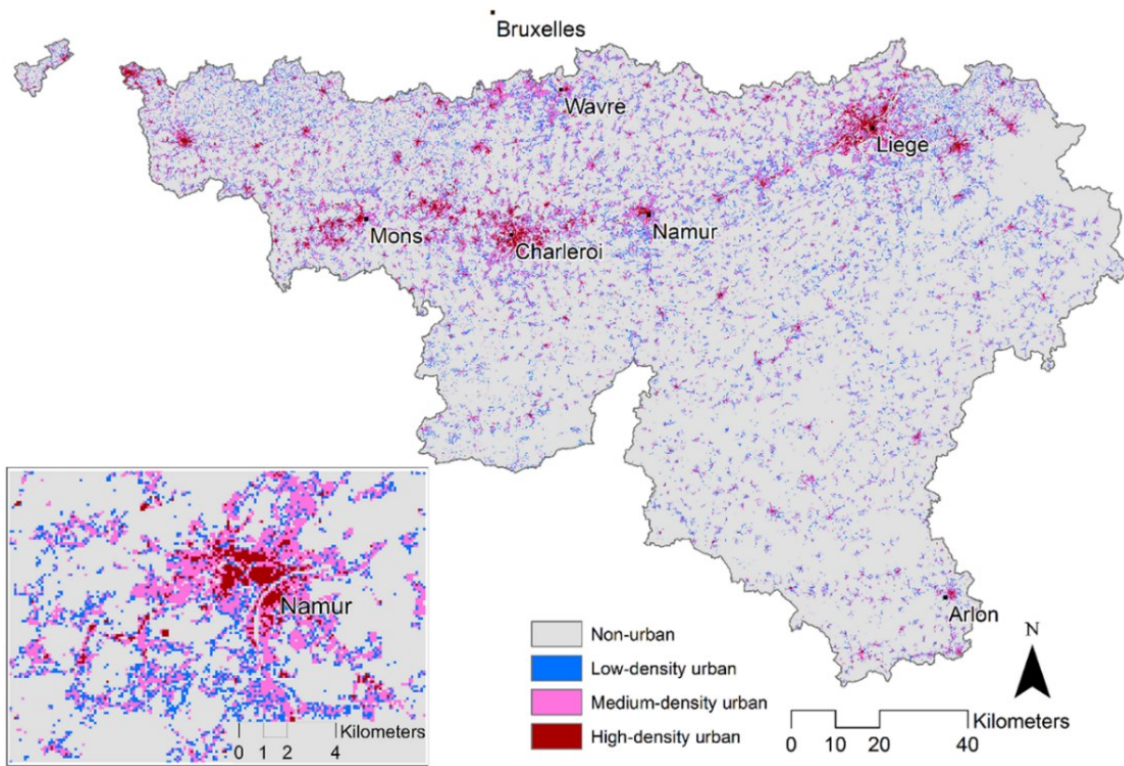 Bruxelles
Wavre
Liege
Mons
Charleroi
Namur
Arlon
Namur
0 1 2 4 Kilometers
Non-urban
Low-density urban
Medium-density urban
High-density urban
N
Kilometers
0 10 20 40